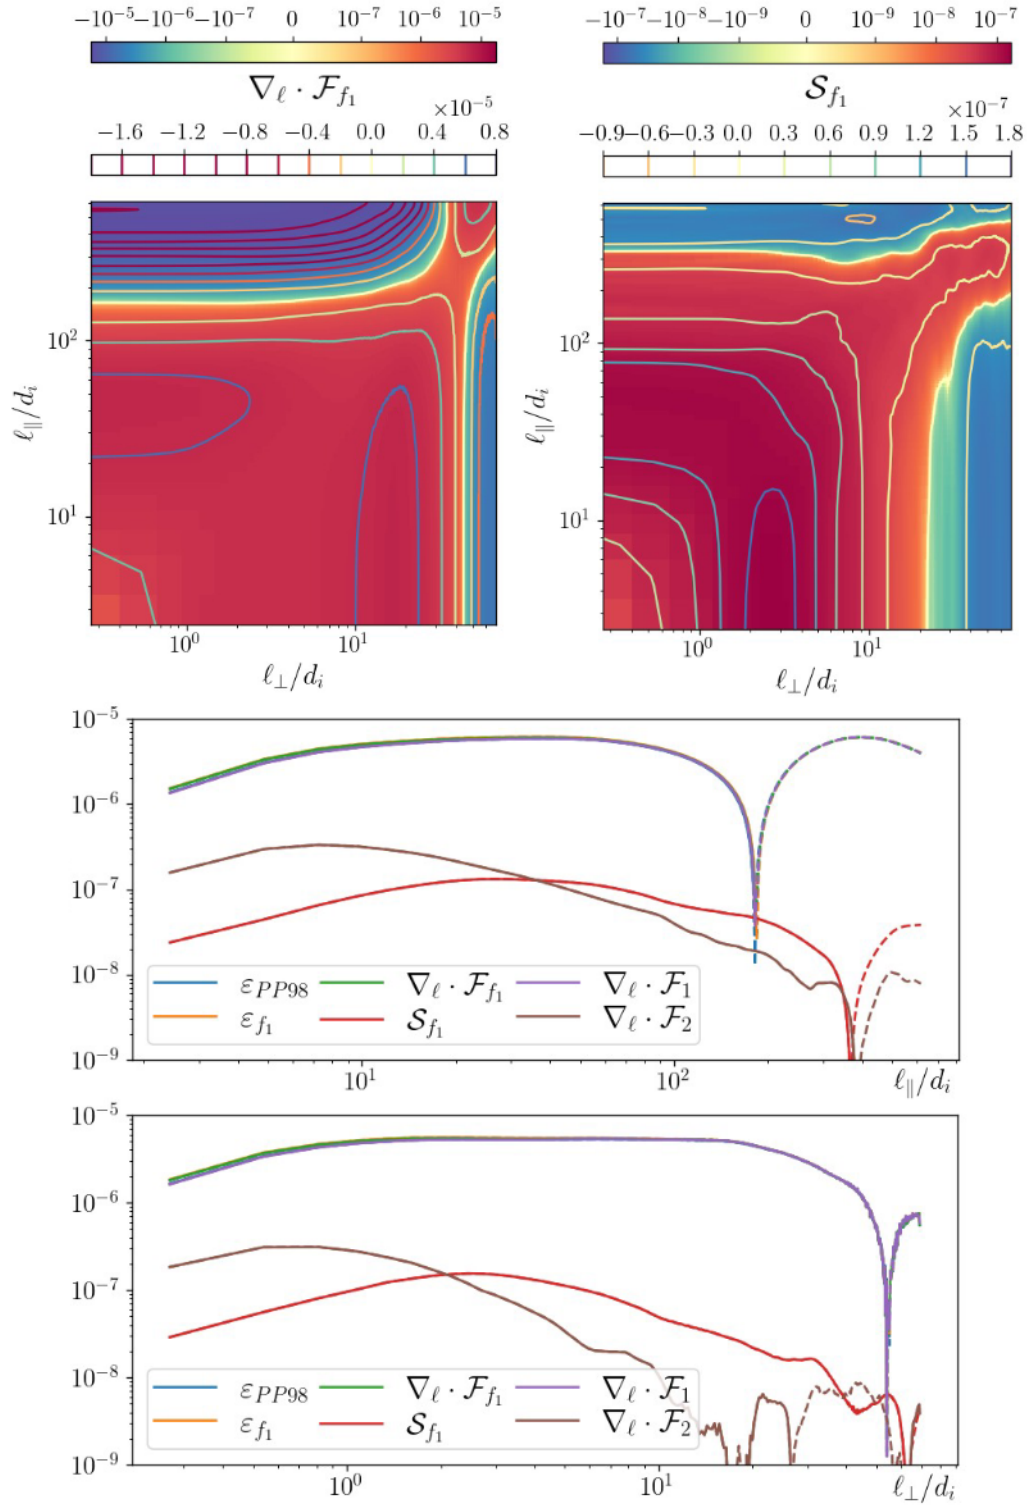 −10⁻⁵ −10⁻⁶ −10⁻⁷ 0 10⁻⁷ 10⁻⁶ 10⁻⁵
∇ℓ · 𝓕f₁
×10⁻⁵
−1.6 −1.2 −0.8 −0.4 0.0 0.4 0.8
10²
10¹
ℓ∥/dᵢ
10⁰ 10¹
ℓ⊥/dᵢ
−10⁻⁷ −10⁻⁸ −10⁻⁹ 0 10⁻⁹ 10⁻⁸ 10⁻⁷
𝓢f₁
×10⁻⁷
−0.9 −0.6 −0.3 0.0 0.3 0.6 0.9 1.2 1.5 1.8
10²
10¹
ℓ∥/dᵢ
10⁰ 10¹
ℓ⊥/dᵢ
10⁻⁵
10⁻⁶
10⁻⁷
10⁻⁸
10⁻⁹
εPP98 ∇ℓ · 𝓕f₁ ∇ℓ · 𝓕₁
εf₁ 𝓢f₁ ∇ℓ · 𝓕₂
10¹ 10² ℓ∥/dᵢ
10⁻⁵
10⁻⁶
10⁻⁷
10⁻⁸
10⁻⁹
εPP98 ∇ℓ · 𝓕f₁ ∇ℓ · 𝓕₁
εf₁ 𝓢f₁ ∇ℓ · 𝓕₂
10⁰ 10¹ ℓ⊥/dᵢ